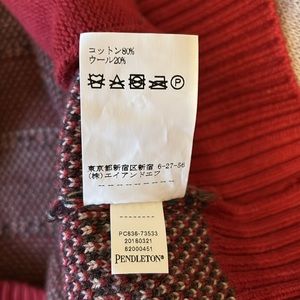 コットン80%
ウール20%
P
東京都新宿区新宿 6-27-56
(株)エイアンドエフ
PC838-73533
20180321
62000451
PENDLETON®